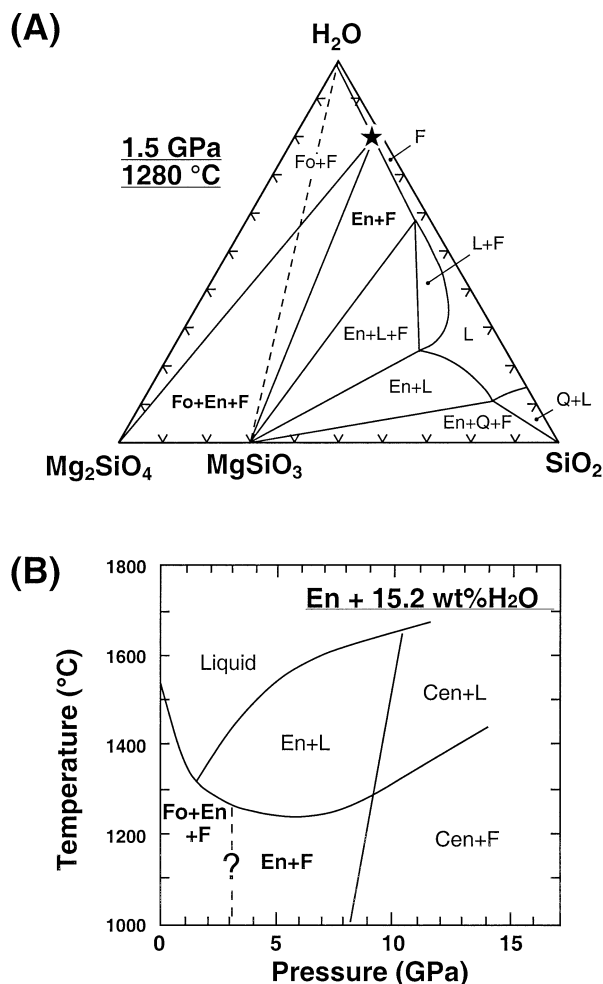 (A)
H₂O
1.5 GPa
1280 °C
F
Fo+F
En+F
L+F
En+L+F
L
En+L
Fo+En+F
Q+L
En+Q+F
Mg₂SiO₄
MgSiO₃
SiO₂
(B)
1800
En + 15.2 wt%H₂O
Liquid
1600
Cen+L
En+L
1400
Fo+En
+F
1200
?
En+F
Cen+F
1000
0
5
10
15
Temperature (°C)
Pressure (GPa)